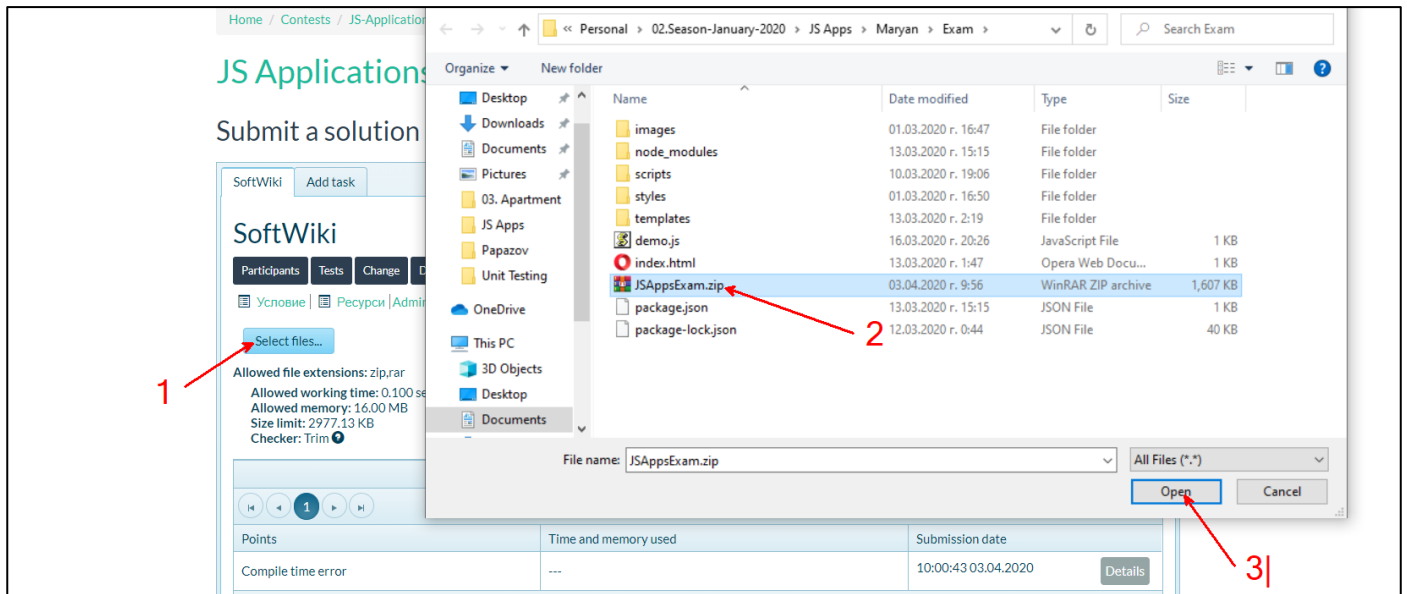 Home / Contests / JS-Application
JS Applications
Submit a solution
SoftWiki
Add task
SoftWiki
Participants
Tests
Change
D
Условие | Ресурси | Admin
Select files...
1
Allowed file extensions: zip,rar
Allowed working time: 0.100 se
Allowed memory: 16.00 MB
Size limit: 2977.13 KB
Checker: Trim ?
1
Points
Time and memory used
Submission date
Compile time error
---
10:00:43 03.04.2020
Details
« Personal › 02.Season-January-2020 › JS Apps › Maryan › Exam ›
Search Exam
Organize
New folder
?
Desktop
Downloads
Documents
Pictures
03. Apartment
JS Apps
Papazov
Unit Testing
OneDrive
This PC
3D Objects
Desktop
Documents
Name Date modified Type Size
images 01.03.2020 г. 16:47 File folder
node_modules 13.03.2020 г. 15:15 File folder
scripts 10.03.2020 г. 19:06 File folder
styles 01.03.2020 г. 16:50 File folder
templates 13.03.2020 г. 2:19 File folder
demo.js 16.03.2020 г. 20:26 JavaScript File 1 KB
index.html 13.03.2020 г. 1:47 Opera Web Docu... 1 KB
JSAppsExam.zip 03.04.2020 г. 9:56 WinRAR ZIP archive 1,607 KB
package.json 13.03.2020 г. 15:15 JSON File 1 KB
package-lock.json 12.03.2020 г. 0:44 JSON File 40 KB
2
File name: JSAppsExam.zip
All Files (*.*)
Open
Cancel
3|